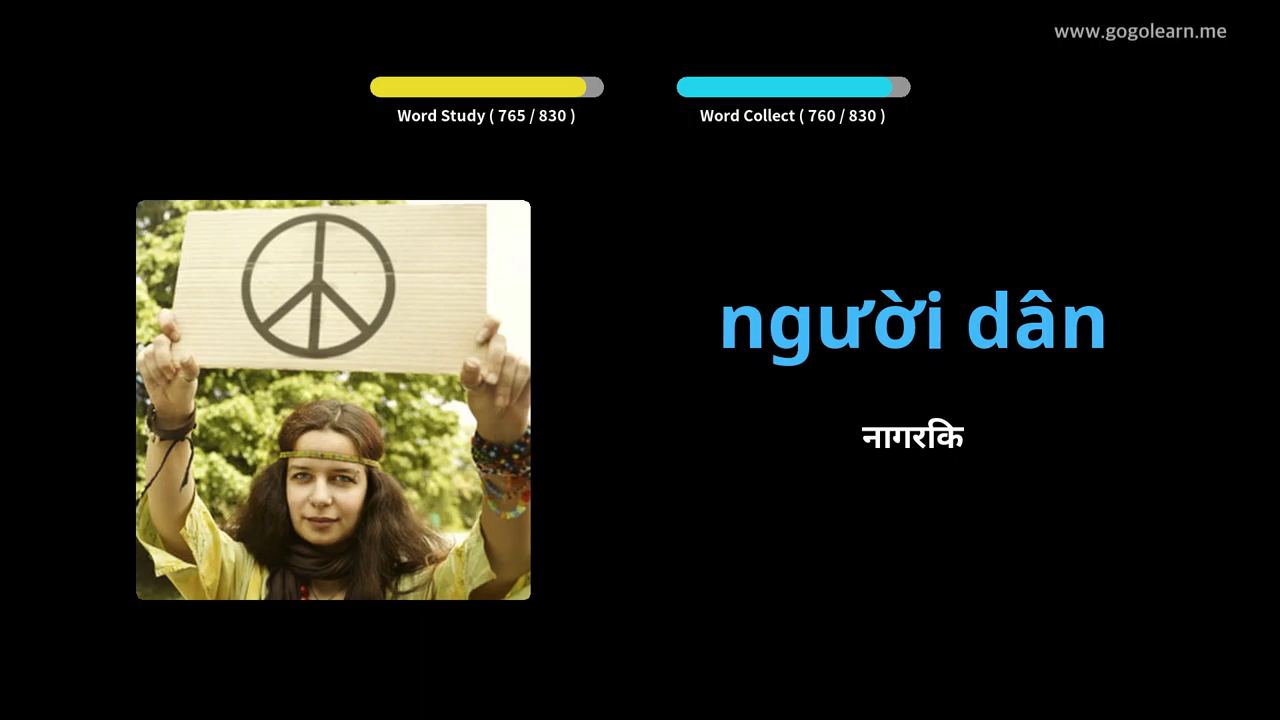 www.gogolearn.me
Word Study ( 765 / 830 )
Word Collect ( 760 / 830 )
người dân
नागरकि